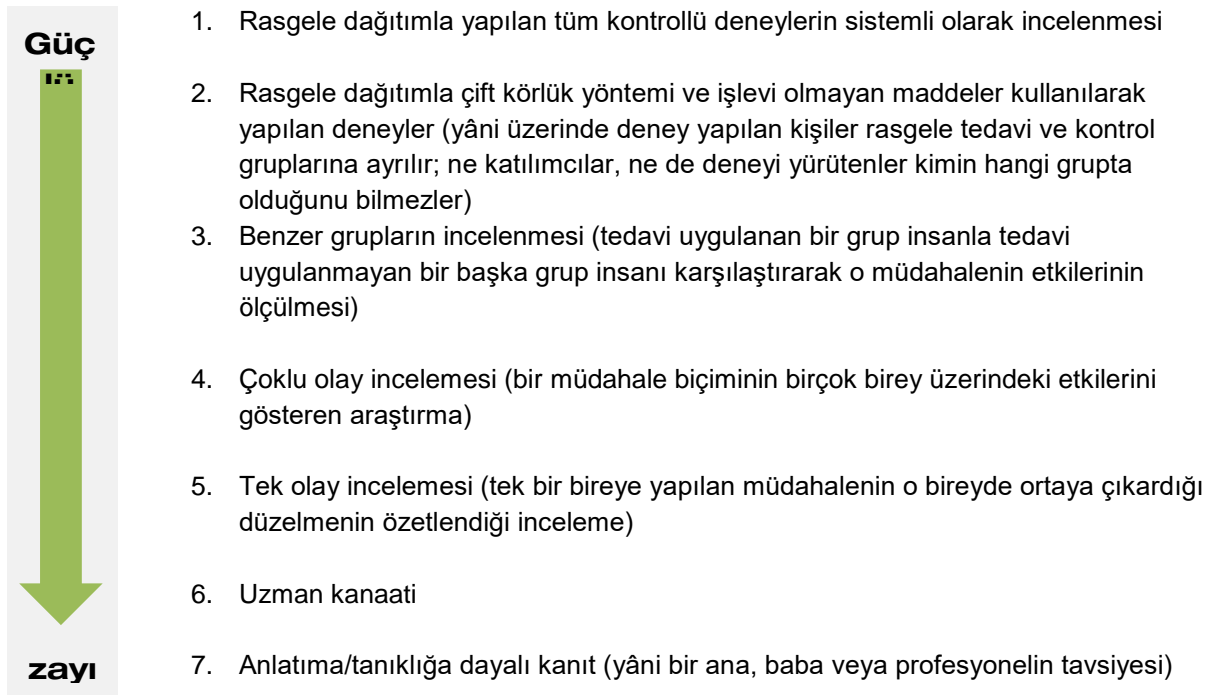 Güç
1. Rasgele dağıtımla yapılan tüm kontrollü deneylerin sistemli olarak incelenmesi
2. Rasgele dağıtımla çift körlük yöntemi ve işlevi olmayan maddeler kullanılarak
yapılan deneyler (yâni üzerinde deney yapılan kişiler rasgele tedavi ve kontrol
gruplarına ayrılır; ne katılımcılar, ne de deneyi yürütenler kimin hangi grupta
olduğunu bilmezler)
3. Benzer grupların incelenmesi (tedavi uygulanan bir grup insanla tedavi
uygulanmayan bir başka grup insanı karşılaştırarak o müdahalenin etkilerinin
ölçülmesi)
4. Çoklu olay incelemesi (bir müdahale biçiminin birçok birey üzerindeki etkilerini
gösteren araştırma)
5. Tek olay incelemesi (tek bir bireye yapılan müdahalenin o bireyde ortaya çıkardığı
düzelmenin özetlendiği inceleme)
6. Uzman kanaati
zayı
7. Anlatıma/tanıklığa dayalı kanıt (yâni bir ana, baba veya profesyonelin tavsiyesi)